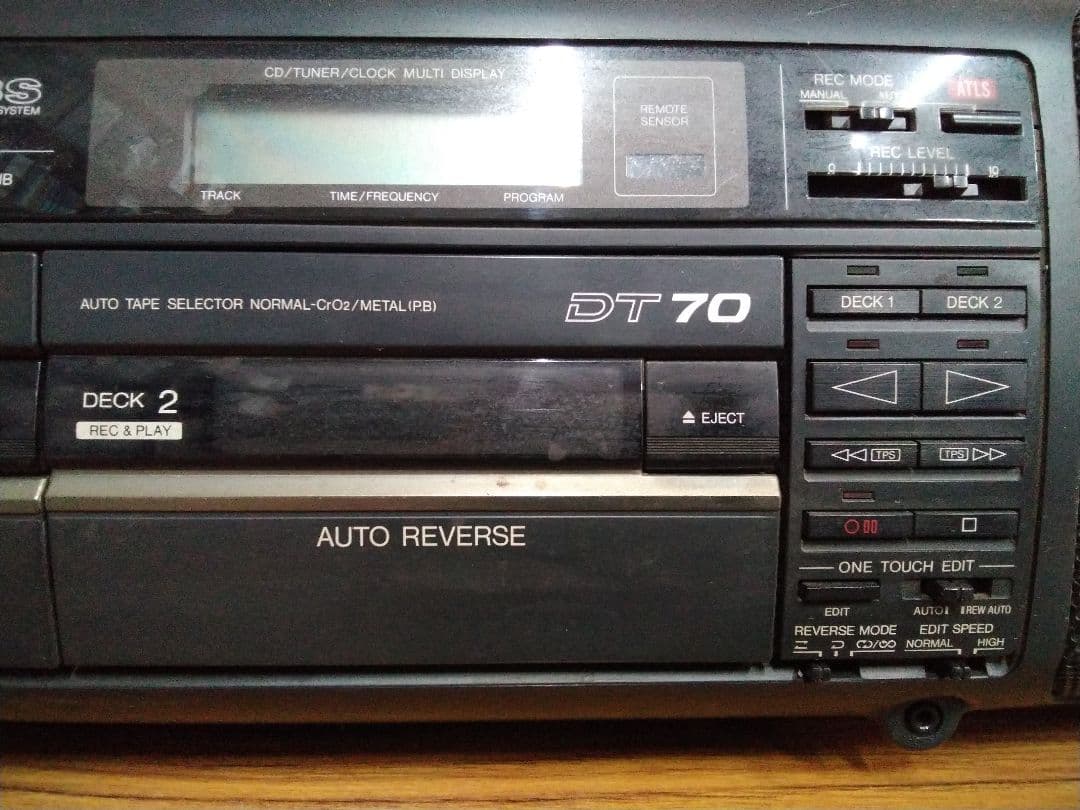 CD/TUNER/CLOCK MULTI DISPLAY
REC MODE
ATLS
MANUAL
SYSTEM
REMOTE
SENSOR
REC LEVEL
0 10
TRACK TIME/FREQUENCY PROGRAM
AUTO TAPE SELECTOR NORMAL-CrO2/METAL(P.B)
DT 70
DECK 1 DECK 2
DECK 2
REC & PLAY
EJECT
TPS TPS
AUTO REVERSE
ONE TOUCH EDIT
EDIT
AUTO REW AUTO
REVERSE MODE EDIT SPEED
NORMAL HIGH